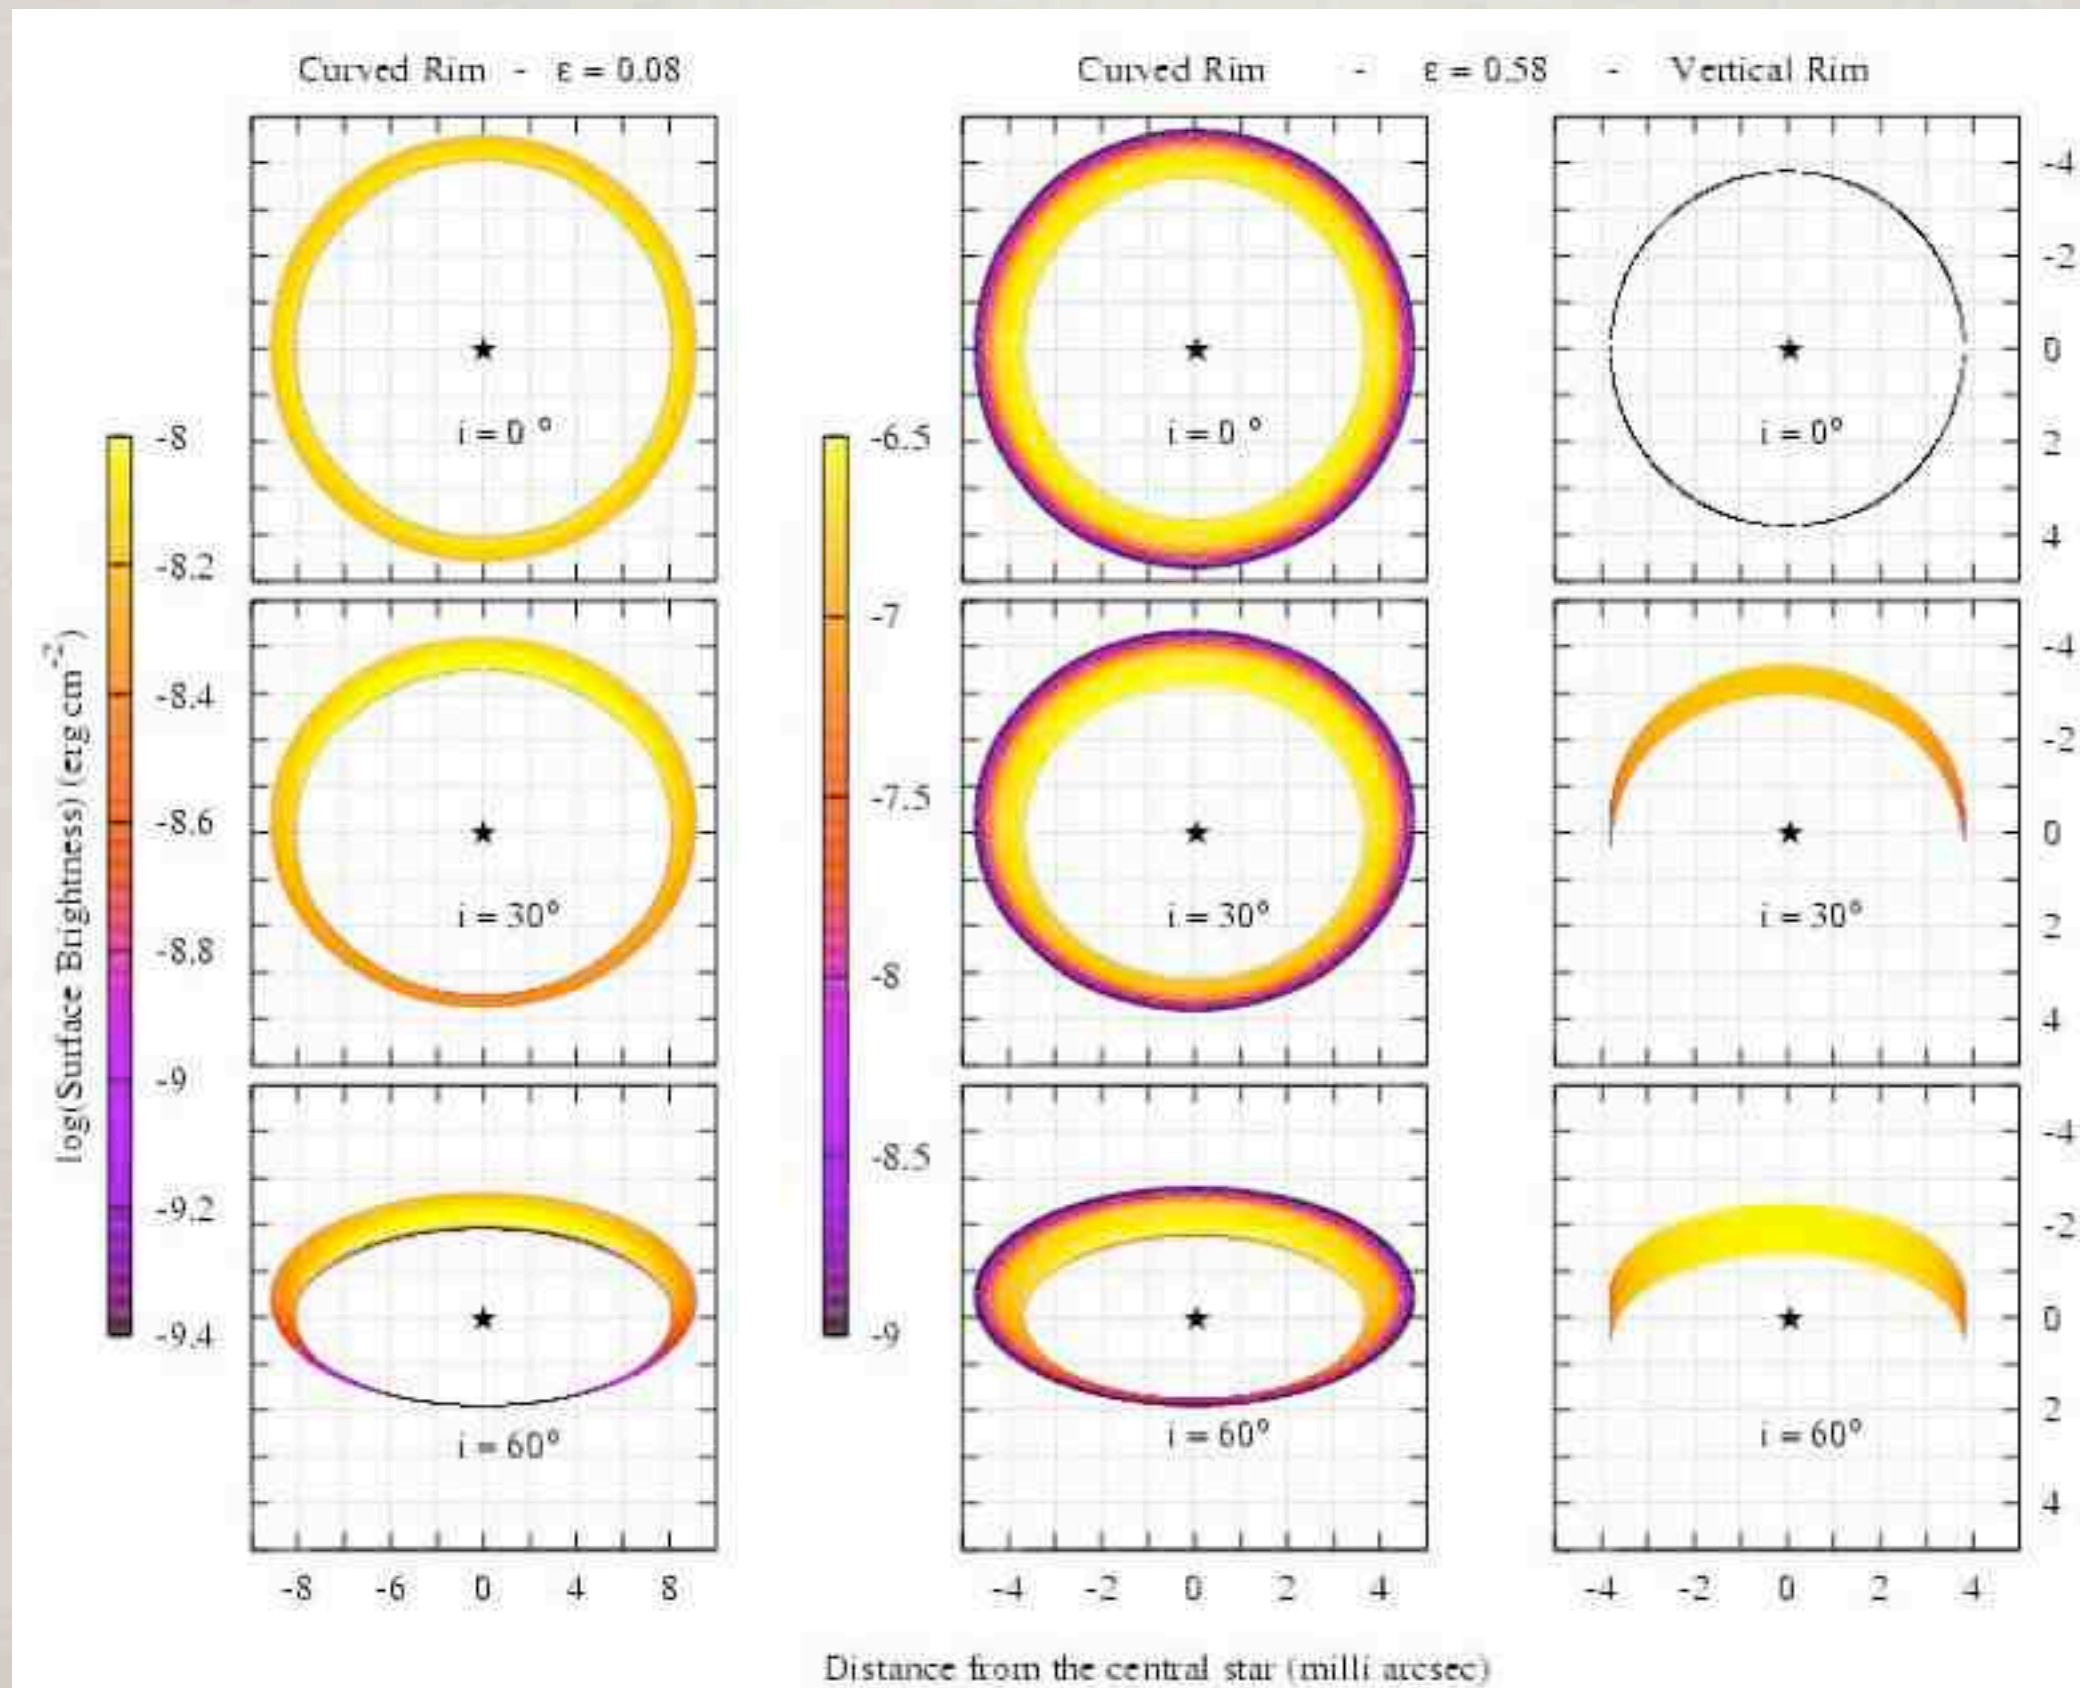 Curved Rim - ε = 0.08
Curved Rim - ε = 0.58 - Vertical Rim
i = 0 °
i = 0 °
i = 0°
-4
-2
0
2
4
-8
-8.2
-8.4
-8.6
-8.8
-9
-9.2
-9.4
log(Surface Brightness) (erg cm-2)
-6.5
-7
-7.5
-8
-8.5
-9
i = 30°
i = 30°
i = 30°
-4
-2
0
2
4
i = 60°
i = 60°
i = 60°
-4
-2
0
2
4
-8 -6 0 4 8
-4 -2 0 2 4
-4 -2 0 2 4
Distance from the central star (milli arcsec)